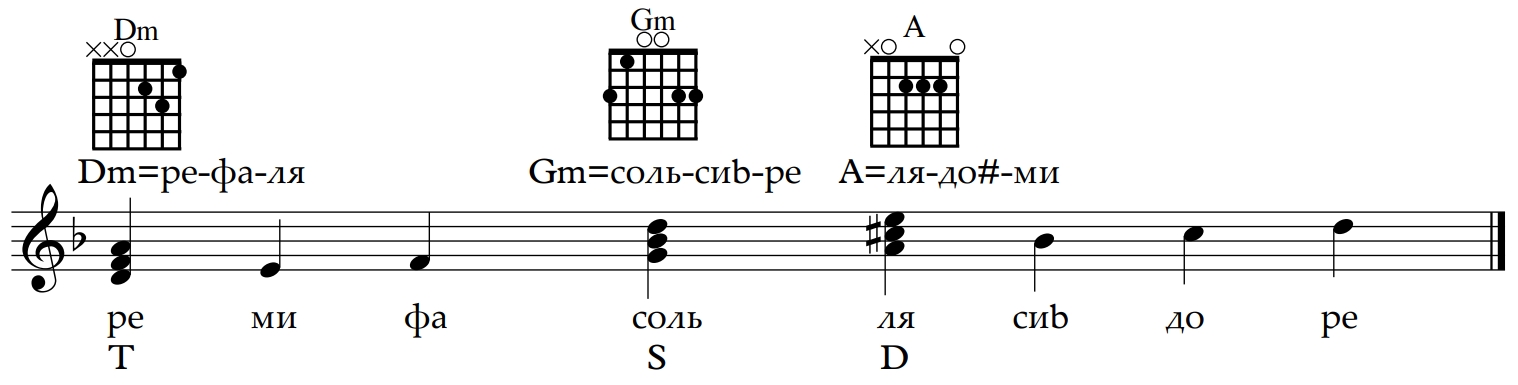 Dm Gm A
Dm=ре-фа-ля Gm=соль-сиb-ре A=ля-до#-ми
ре ми фа соль ля сиb до ре
T S D